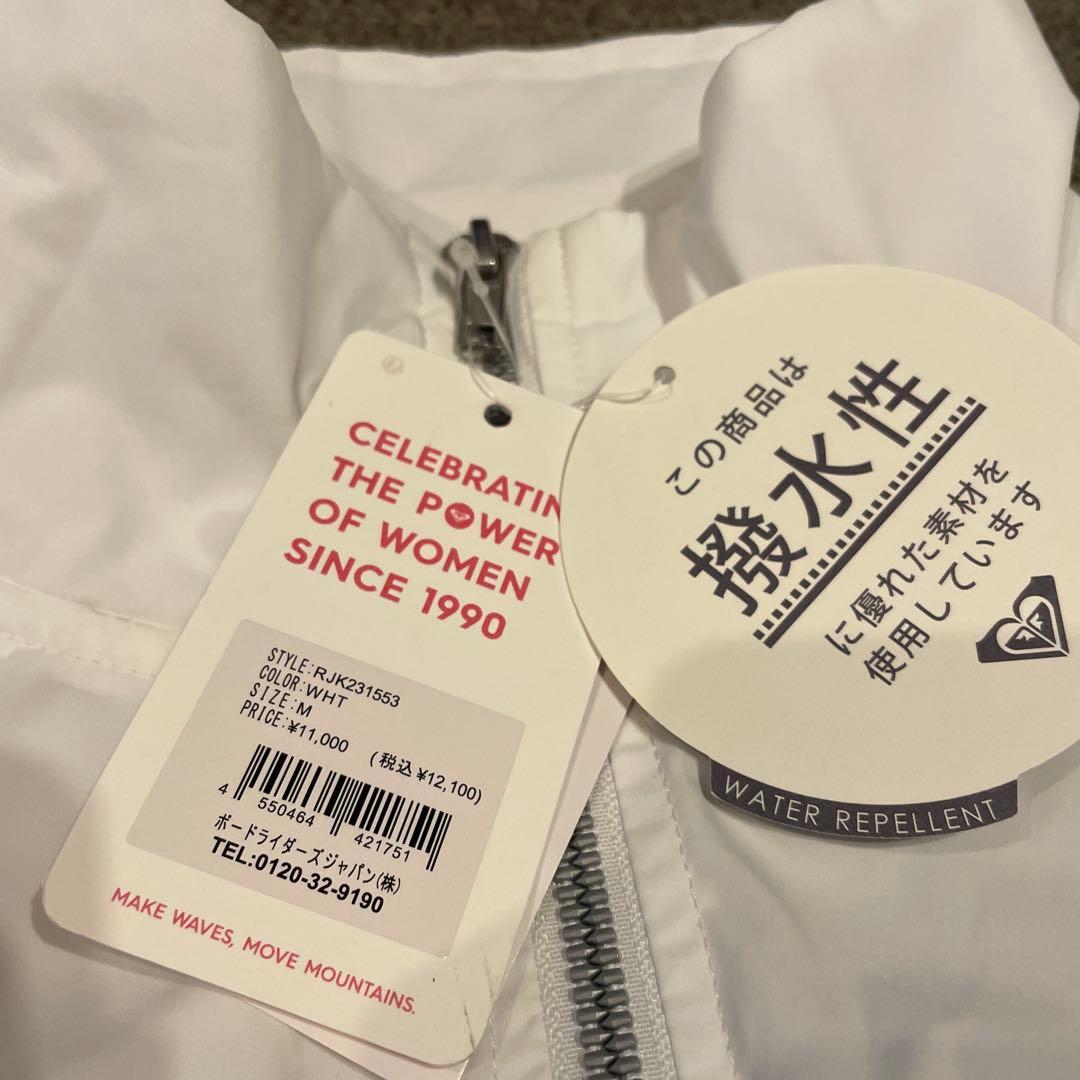 CELEBRATIN
THE POWER
OF WOMEN
SINCE 1990
STYLE:RJK231553
COLOR:WHT
SIZE:M
PRICE:¥11,000
(税込 ¥12,100)
4 550464 421751
ボードライダーズジャパン(株)
TEL:0120-32-9190
MAKE WAVES, MOVE MOUNTAINS.
この商品は
撥水性
に優れた素材を
使用しています
WATER REPELLENT